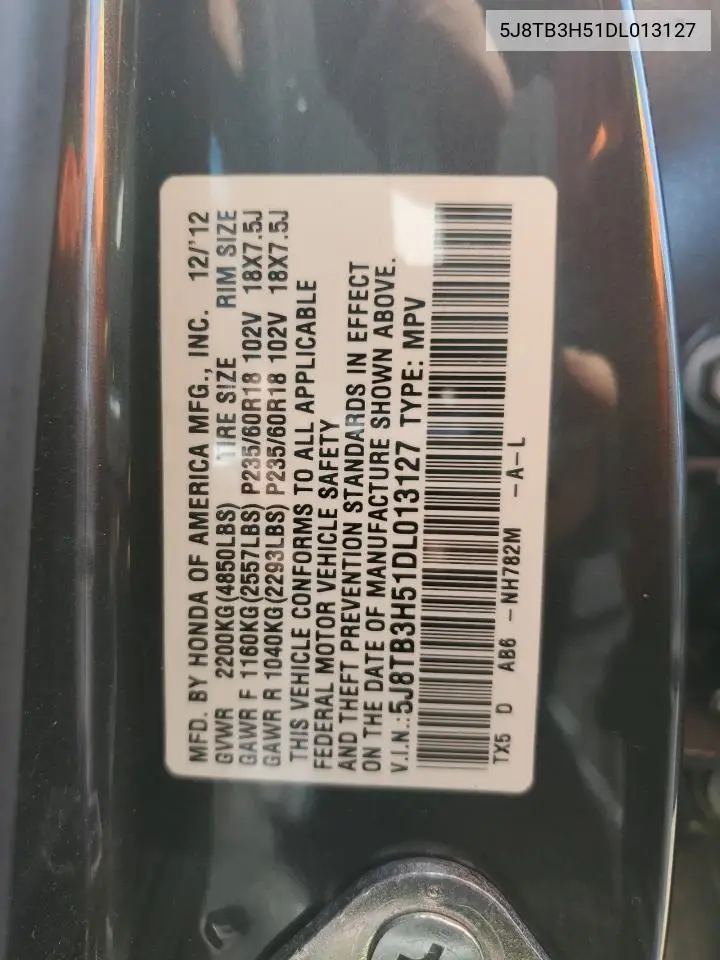 5J8TB3H51DL013127
MFD. BY HONDA OF AMERICA MFG., INC. 12/'12
GVWR 2200KG(4850LBS) TIRE SIZE RIM SIZE
GAWR F 1160KG(2557LBS) P235/60R18 102V 18X7.5J
GAWR R 1040KG(2293LBS) P235/60R18 102V 18X7.5J
THIS VEHICLE CONFORMS TO ALL APPLICABLE
FEDERAL MOTOR VEHICLE SAFETY
AND THEFT PREVENTION STANDARDS IN EFFECT
ON THE DATE OF MANUFACTURE SHOWN ABOVE.
V.I.N.:5J8TB3H51DL013127 TYPE: MPV
TX5 D AB6 -NH782M -A-L